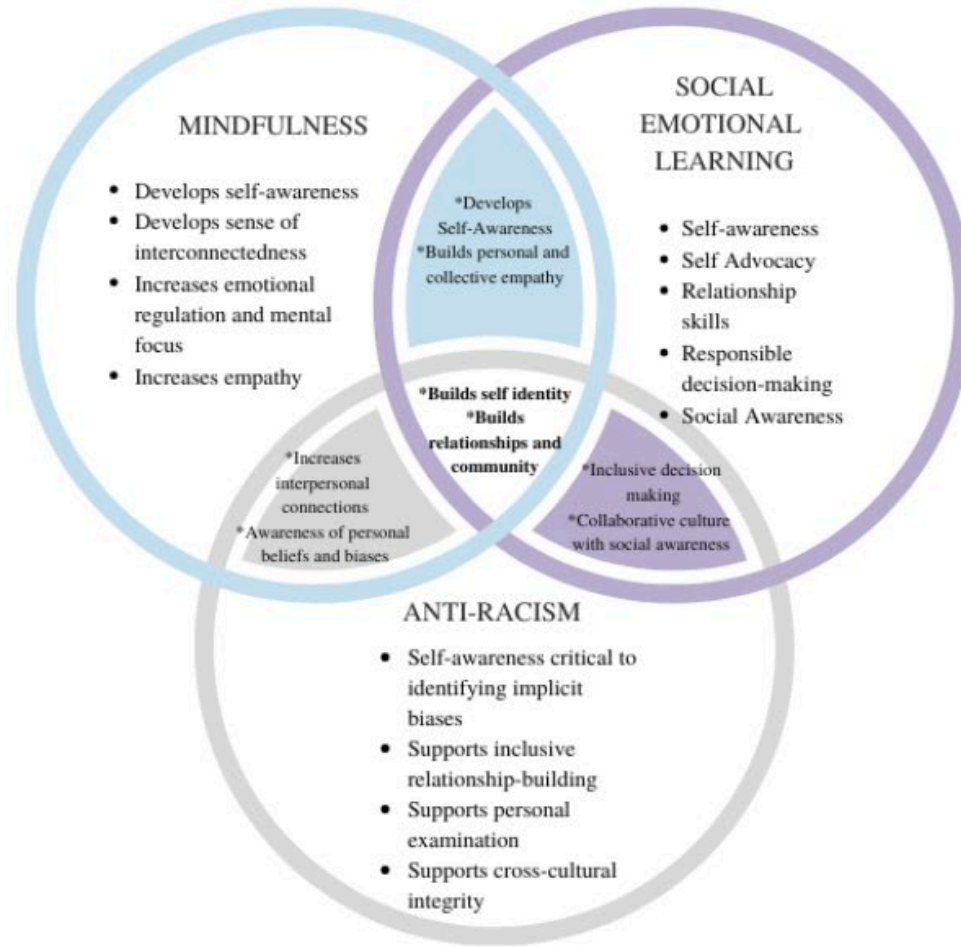 MINDFULNESS
• Develops self-awareness
• Develops sense of
interconnectedness
• Increases emotional
regulation and mental
focus
• Increases empathy
SOCIAL
EMOTIONAL
LEARNING
• Self-awareness
• Self Advocacy
• Relationship
skills
• Responsible
decision-making
• Social Awareness
*Develops
Self-Awareness
*Builds personal and
collective empathy
*Builds self identity
*Builds
relationships and
community
*Increases
interpersonal
connections
*Awareness of personal
beliefs and biases
*Inclusive decision
making
*Collaborative culture
with social awareness
ANTI-RACISM
• Self-awareness critical to
identifying implicit
biases
• Supports inclusive
relationship-building
• Supports personal
examination
• Supports cross-cultural
integrity